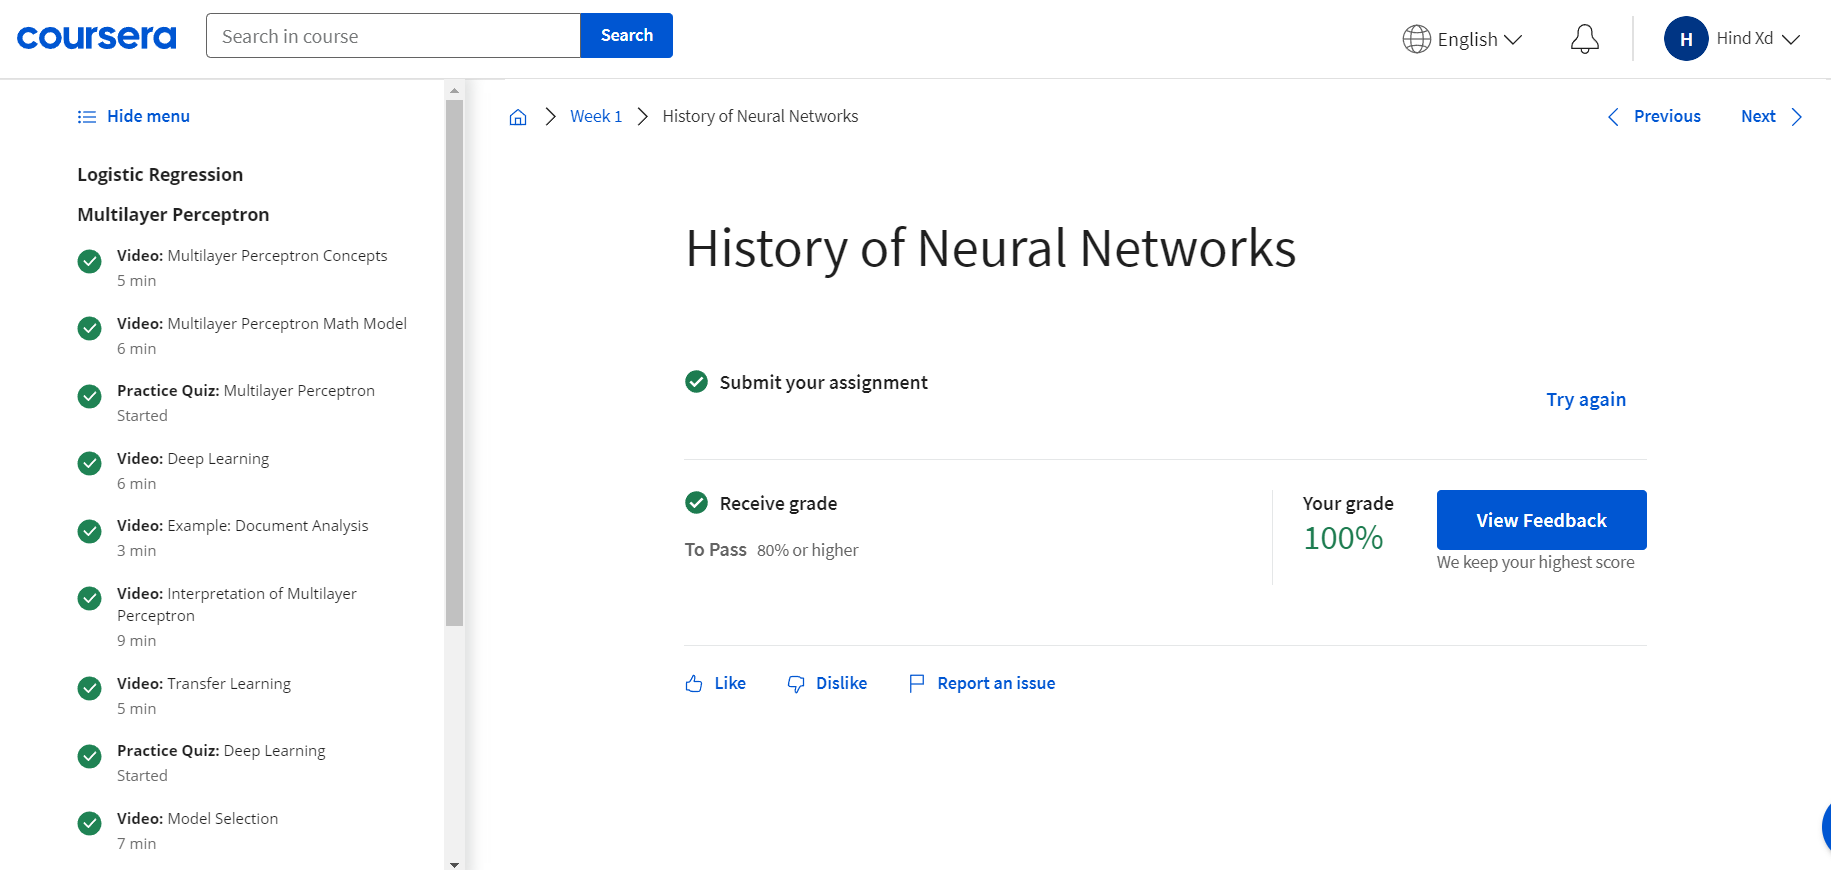 coursera
Search in course
Search
English
H
Hind Xd
Hide menu
Logistic Regression
Multilayer Perceptron
Video: Multilayer Perceptron Concepts
5 min
Video: Multilayer Perceptron Math Model
6 min
Practice Quiz: Multilayer Perceptron
Started
Video: Deep Learning
6 min
Video: Example: Document Analysis
3 min
Video: Interpretation of Multilayer
Perceptron
9 min
Video: Transfer Learning
5 min
Practice Quiz: Deep Learning
Started
Video: Model Selection
7 min
Week 1
History of Neural Networks
Previous
Next
History of Neural Networks
Submit your assignment
Try again
Receive grade
To Pass 80% or higher
Your grade
100%
View Feedback
We keep your highest score
Like
Dislike
Report an issue